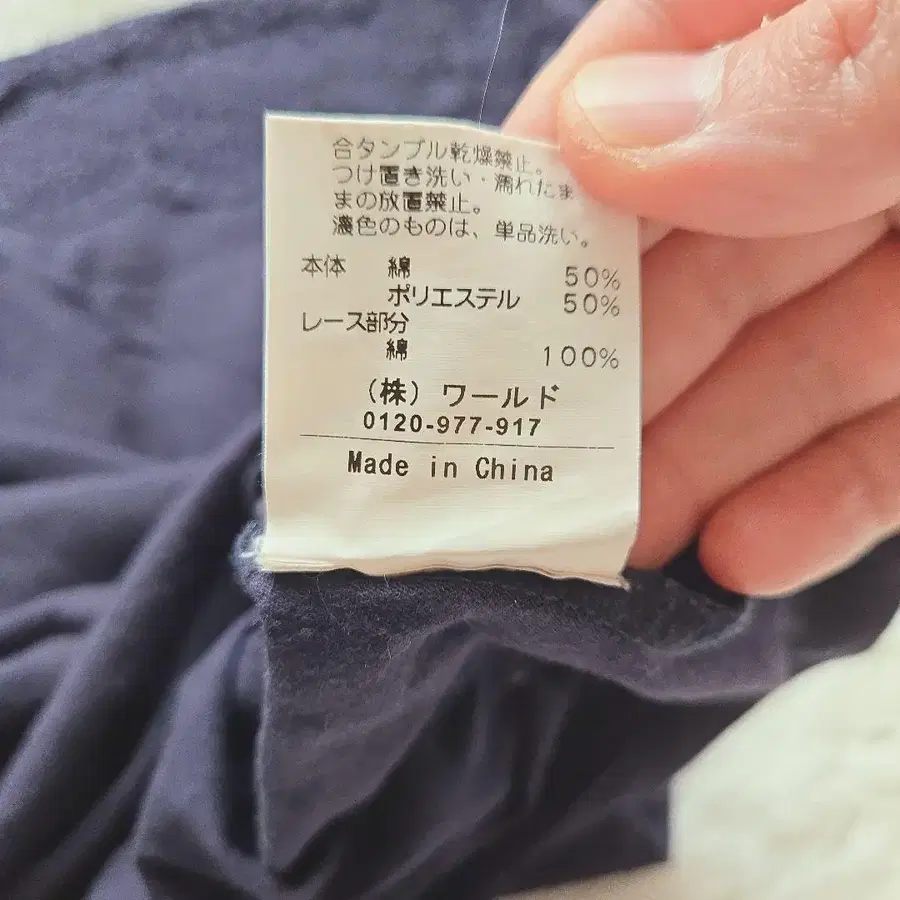 合タンブル乾燥禁止。
つけ置き洗い・濡れたま
まの放置禁止。
濃色のものは、単品洗い。
本体 綿 50%
ポリエステル 50%
レース部分
綿 100%
（株）ワールド
0120-977-917
Made in China